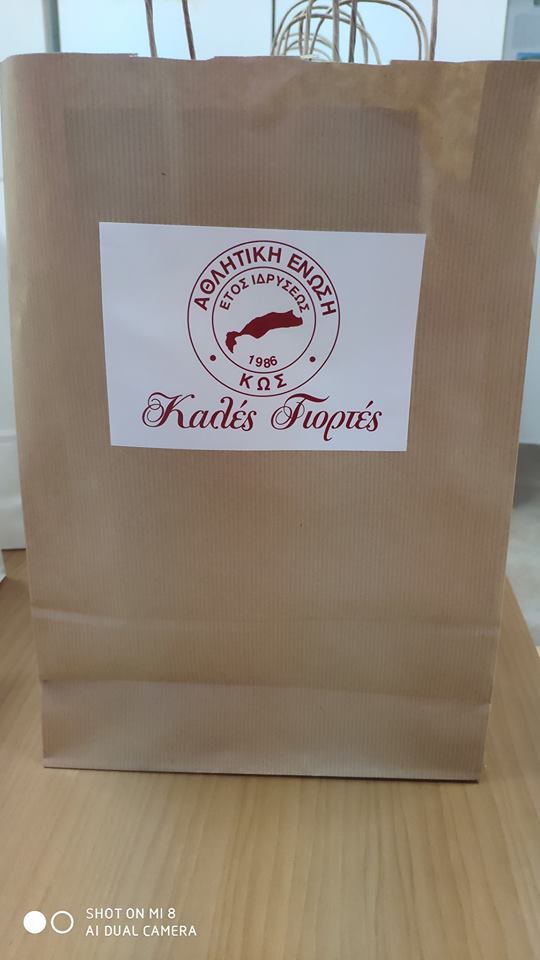 ΑΘΛΗΤΙΚΗ ΕΝΩΣΗ
ΕΤΟΣ ΙΔΡΥΣΕΩΣ
1986
ΚΩΣ
Καλές Γιορτές
SHOT ON MI 8
AI DUAL CAMERA